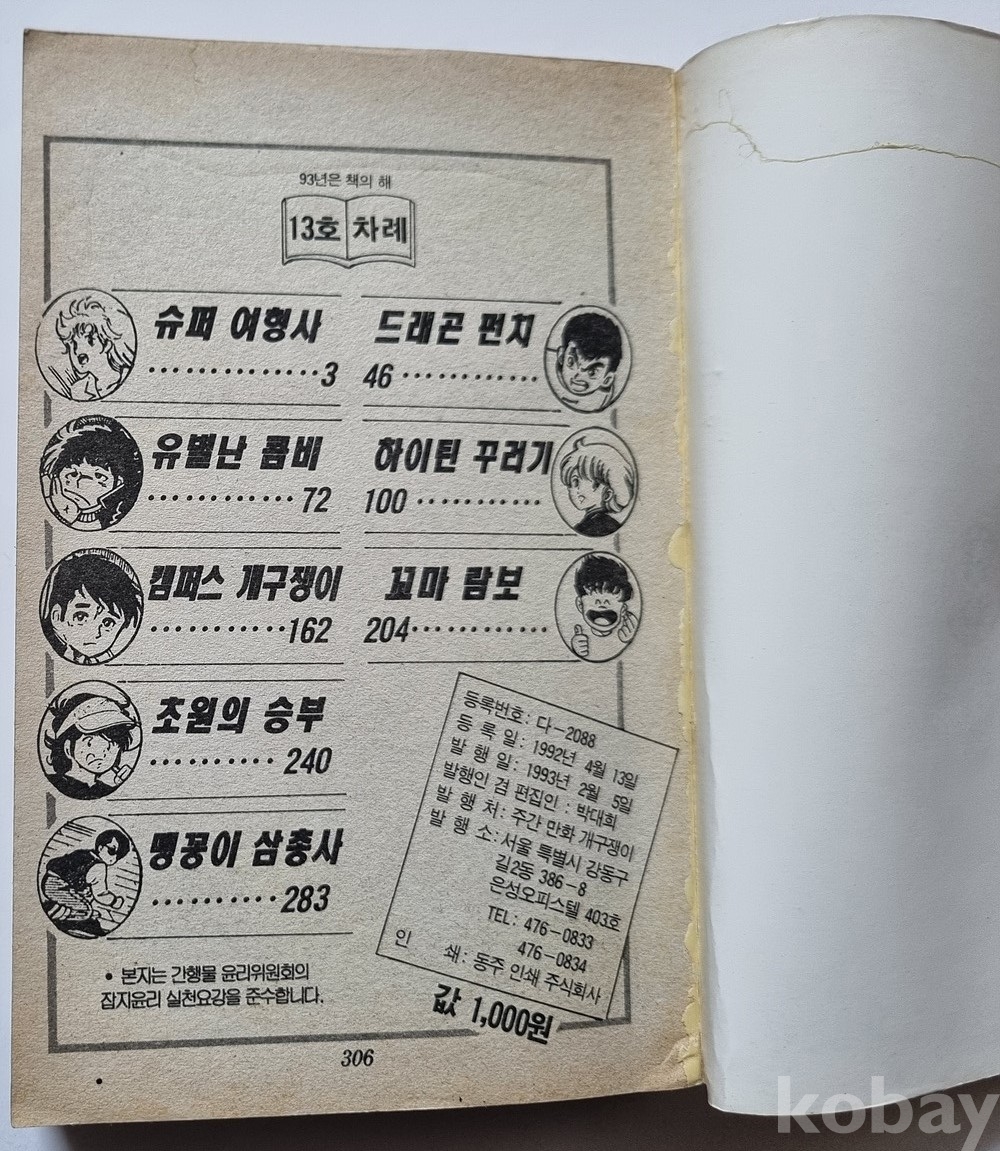 93년은 책의 해
13호 차례
슈퍼 여행사
··············3
드래곤 펀치
46············
유별난 콤비
············72
하이틴 꾸러기
100···········
캠퍼스 개구쟁이
············162
꼬마 람보
204············
초원의 승부
··········240
맹꽁이 삼총사
··········283
등록번호: 다-2088
등 록 일: 1992년 4월 13일
발 행 일: 1993년 2월 5일
발행인 겸 편집인 : 박대희
발 행 처: 주간 만화 개구쟁이
발 행 소: 서울 특별시 강동구
길2동 386-8
은성오피스텔 403호
TEL: 476-0833
476-0834
인 쇄: 동주 인쇄 주식회사
값 1,000원
• 본지는 간행물 윤리위원회의
잡지윤리 실천요강을 준수합니다.
306
kobay